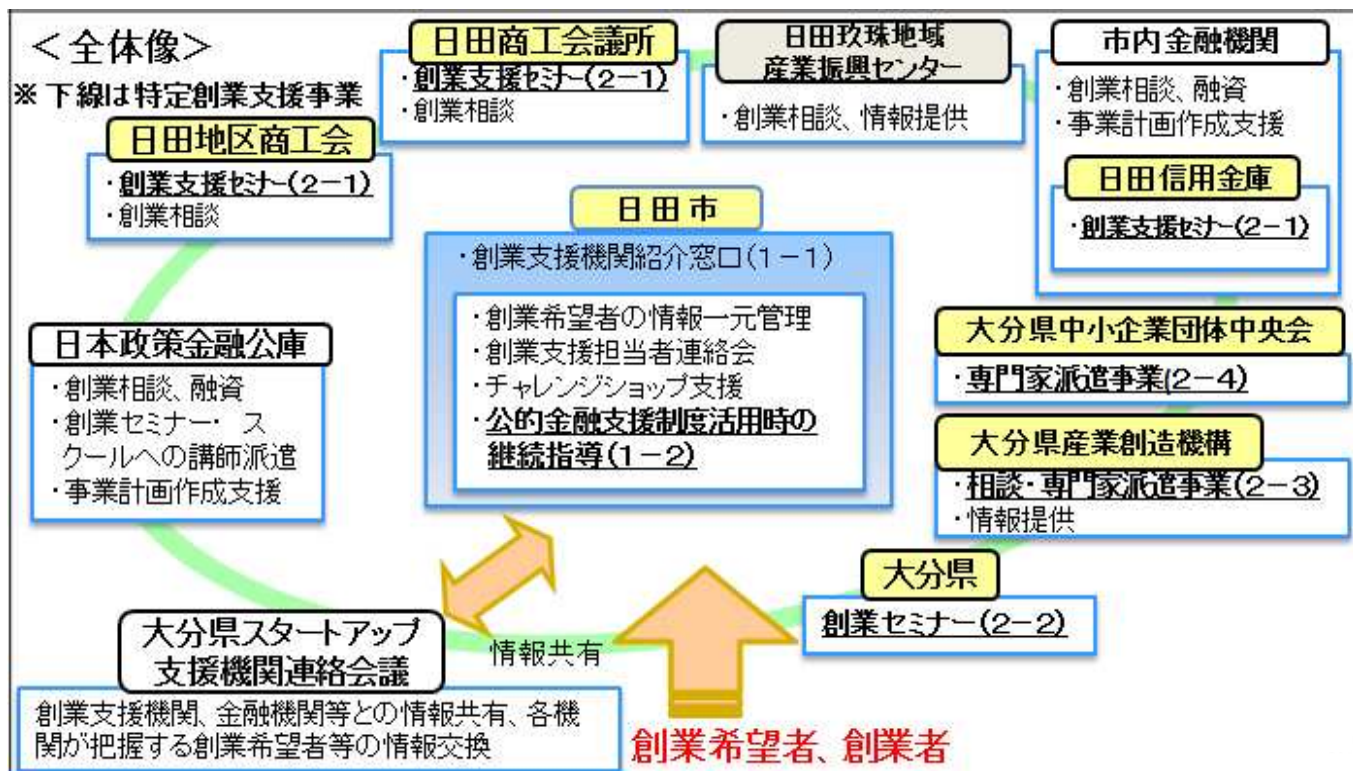 ＜全体像＞
※ 下線は特定創業支援事業
日田商工会議所
・創業支援ｾﾐﾅｰ(2－1)
・創業相談
日田玖珠地域
産業振興センター
・創業相談、情報提供
市内金融機関
・創業相談、融資
・事業計画作成支援
日田信用金庫
・創業支援ｾﾐﾅｰ(2－1)
日田地区商工会
・創業支援ｾﾐﾅｰ(2－1)
・創業相談
日田市
・創業支援機関紹介窓口(1－1)
・創業希望者の情報一元管理
・創業支援担当者連絡会
・チャレンジショップ支援
・公的金融支援制度活用時の
継続指導(1－2)
日本政策金融公庫
・創業相談、融資
・創業セミナー・ ス
クールへの講師派遣
・事業計画作成支援
大分県中小企業団体中央会
・専門家派遣事業(2－4)
大分県産業創造機構
・相談・専門家派遣事業(2－3)
・情報提供
大分県
創業セミナー(2－2)
大分県スタートアップ
支援機関連絡会議
情報共有
創業支援機関、金融機関等との情報共有、各機
関が把握する創業希望者等の情報交換
創業希望者、創業者